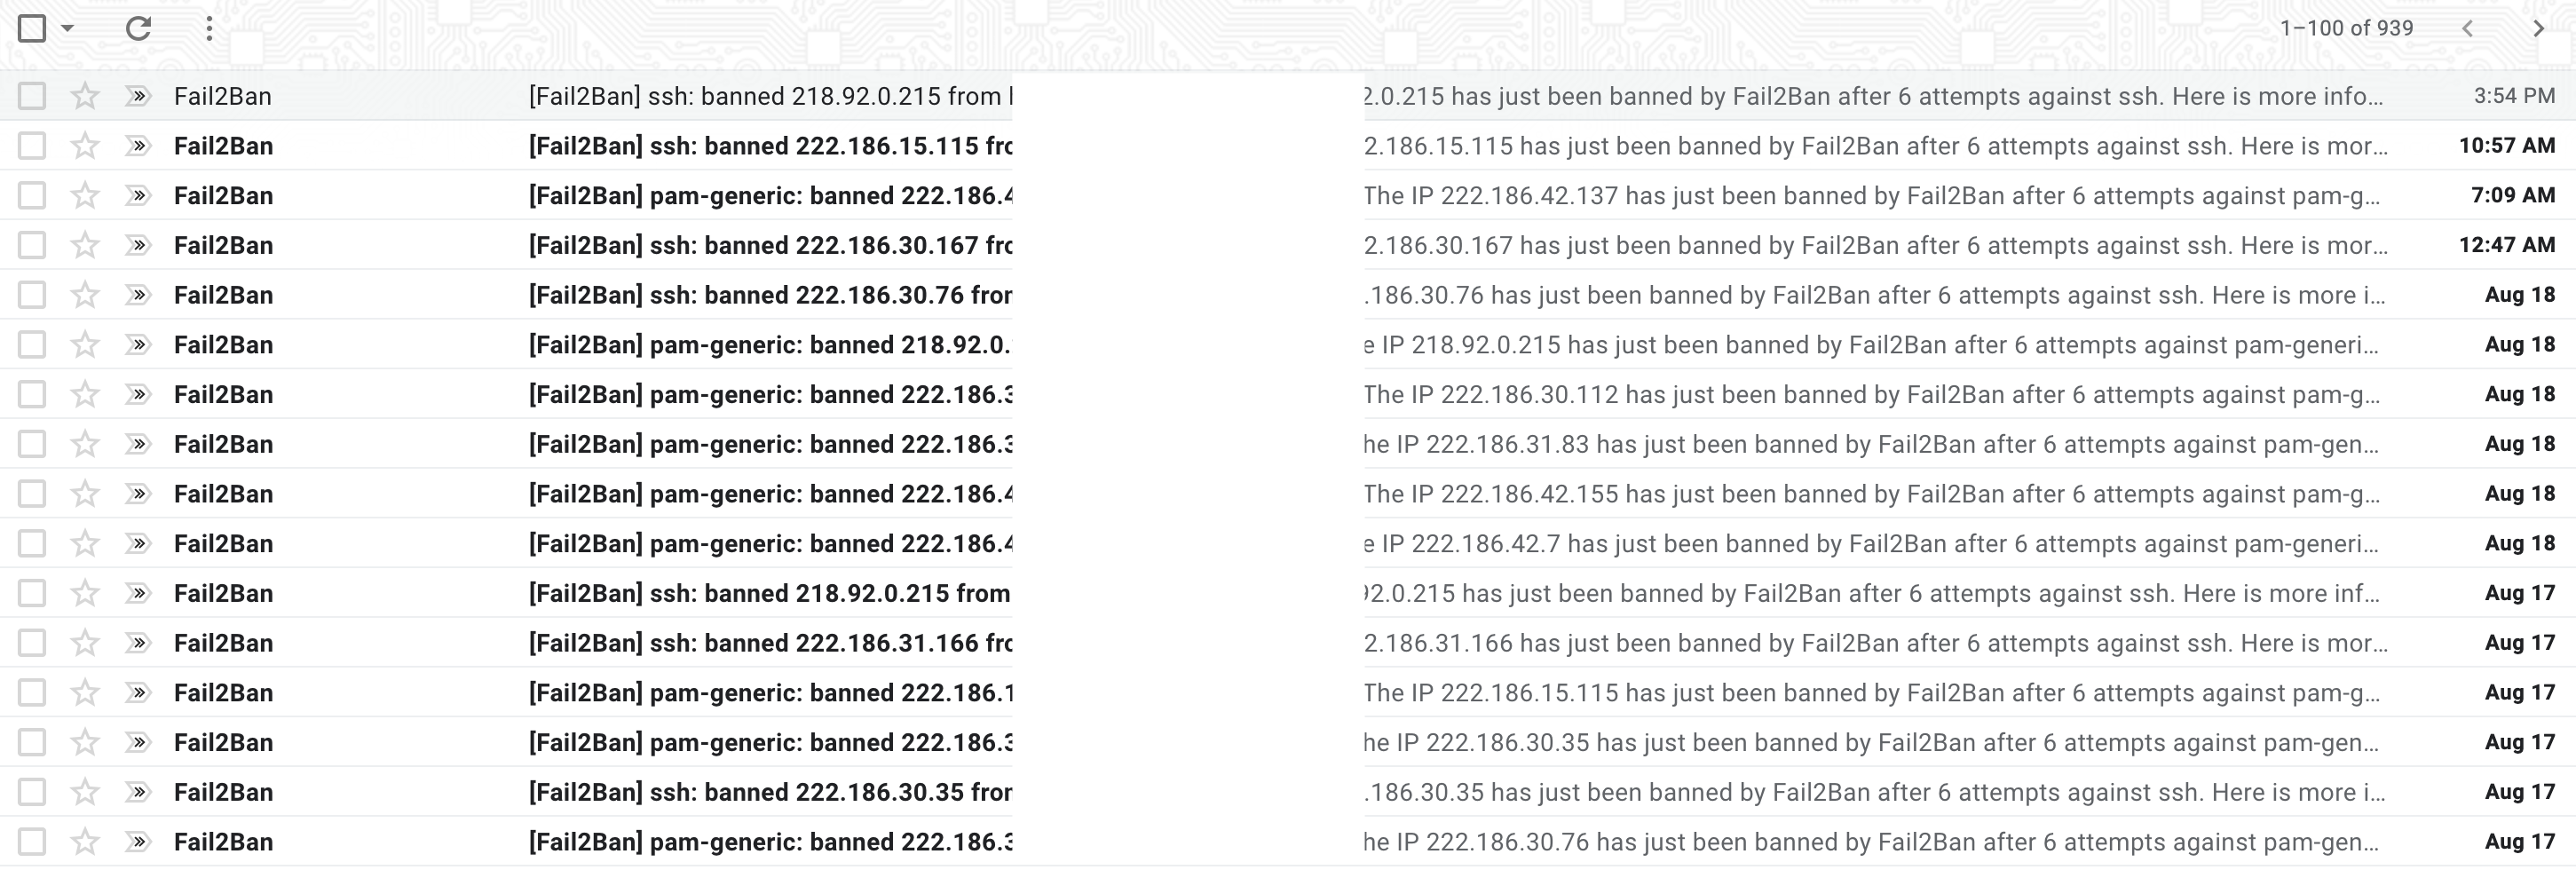 1–100 of 939
Fail2Ban [Fail2Ban] ssh: banned 218.92.0.215 from 2.0.215 has just been banned by Fail2Ban after 6 attempts against ssh. Here is more info... 3:54 PM
Fail2Ban [Fail2Ban] ssh: banned 222.186.15.115 fro 2.186.15.115 has just been banned by Fail2Ban after 6 attempts against ssh. Here is mor... 10:57 AM
Fail2Ban [Fail2Ban] pam-generic: banned 222.186.4 The IP 222.186.42.137 has just been banned by Fail2Ban after 6 attempts against pam-g... 7:09 AM
Fail2Ban [Fail2Ban] ssh: banned 222.186.30.167 fro 2.186.30.167 has just been banned by Fail2Ban after 6 attempts against ssh. Here is mor... 12:47 AM
Fail2Ban [Fail2Ban] ssh: banned 222.186.30.76 from .186.30.76 has just been banned by Fail2Ban after 6 attempts against ssh. Here is more i... Aug 18
Fail2Ban [Fail2Ban] pam-generic: banned 218.92.0. e IP 218.92.0.215 has just been banned by Fail2Ban after 6 attempts against pam-generi... Aug 18
Fail2Ban [Fail2Ban] pam-generic: banned 222.186.3 The IP 222.186.30.112 has just been banned by Fail2Ban after 6 attempts against pam-g... Aug 18
Fail2Ban [Fail2Ban] pam-generic: banned 222.186.3 he IP 222.186.31.83 has just been banned by Fail2Ban after 6 attempts against pam-gen... Aug 18
Fail2Ban [Fail2Ban] pam-generic: banned 222.186.4 The IP 222.186.42.155 has just been banned by Fail2Ban after 6 attempts against pam-g... Aug 18
Fail2Ban [Fail2Ban] pam-generic: banned 222.186.4 e IP 222.186.42.7 has just been banned by Fail2Ban after 6 attempts against pam-generi... Aug 18
Fail2Ban [Fail2Ban] ssh: banned 218.92.0.215 from 92.0.215 has just been banned by Fail2Ban after 6 attempts against ssh. Here is more inf... Aug 17
Fail2Ban [Fail2Ban] ssh: banned 222.186.31.166 fro 2.186.31.166 has just been banned by Fail2Ban after 6 attempts against ssh. Here is mor... Aug 17
Fail2Ban [Fail2Ban] pam-generic: banned 222.186.1 The IP 222.186.15.115 has just been banned by Fail2Ban after 6 attempts against pam-g... Aug 17
Fail2Ban [Fail2Ban] pam-generic: banned 222.186.3 he IP 222.186.30.35 has just been banned by Fail2Ban after 6 attempts against pam-gen... Aug 17
Fail2Ban [Fail2Ban] ssh: banned 222.186.30.35 from .186.30.35 has just been banned by Fail2Ban after 6 attempts against ssh. Here is more i... Aug 17
Fail2Ban [Fail2Ban] pam-generic: banned 222.186.3 he IP 222.186.30.76 has just been banned by Fail2Ban after 6 attempts against pam-gen... Aug 17